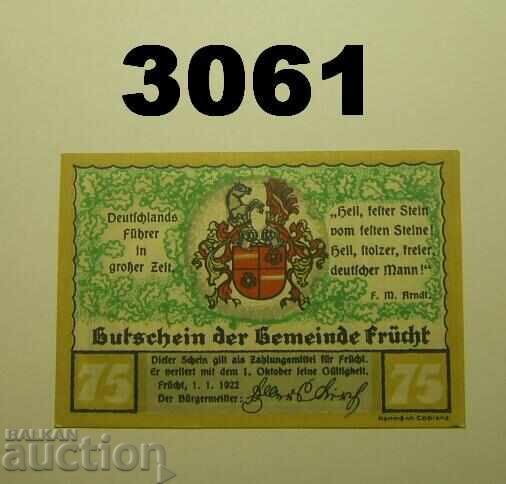 3061
Deutschlands
Führer
in
großer Zeit.
„Heil, fester Stein
vom festen Steine!
Heil, stolzer, freier,
deutscher Mann!"
F. M. Arndt.
Gutschein der Gemeinde Frücht
75
Dieser Schein gilt als Zahlungsmittel für Frücht.
Er verliert mit dem 1. Oktober seine Gültigkeit.
Frücht, 1. 1. 1922
Der Bürgermeister:
75
BALKAN
auction